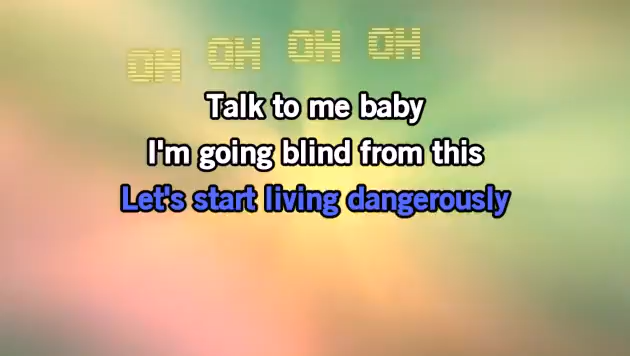 OH OH OH OH
Talk to me baby
I'm going blind from this
Let's start living dangerously